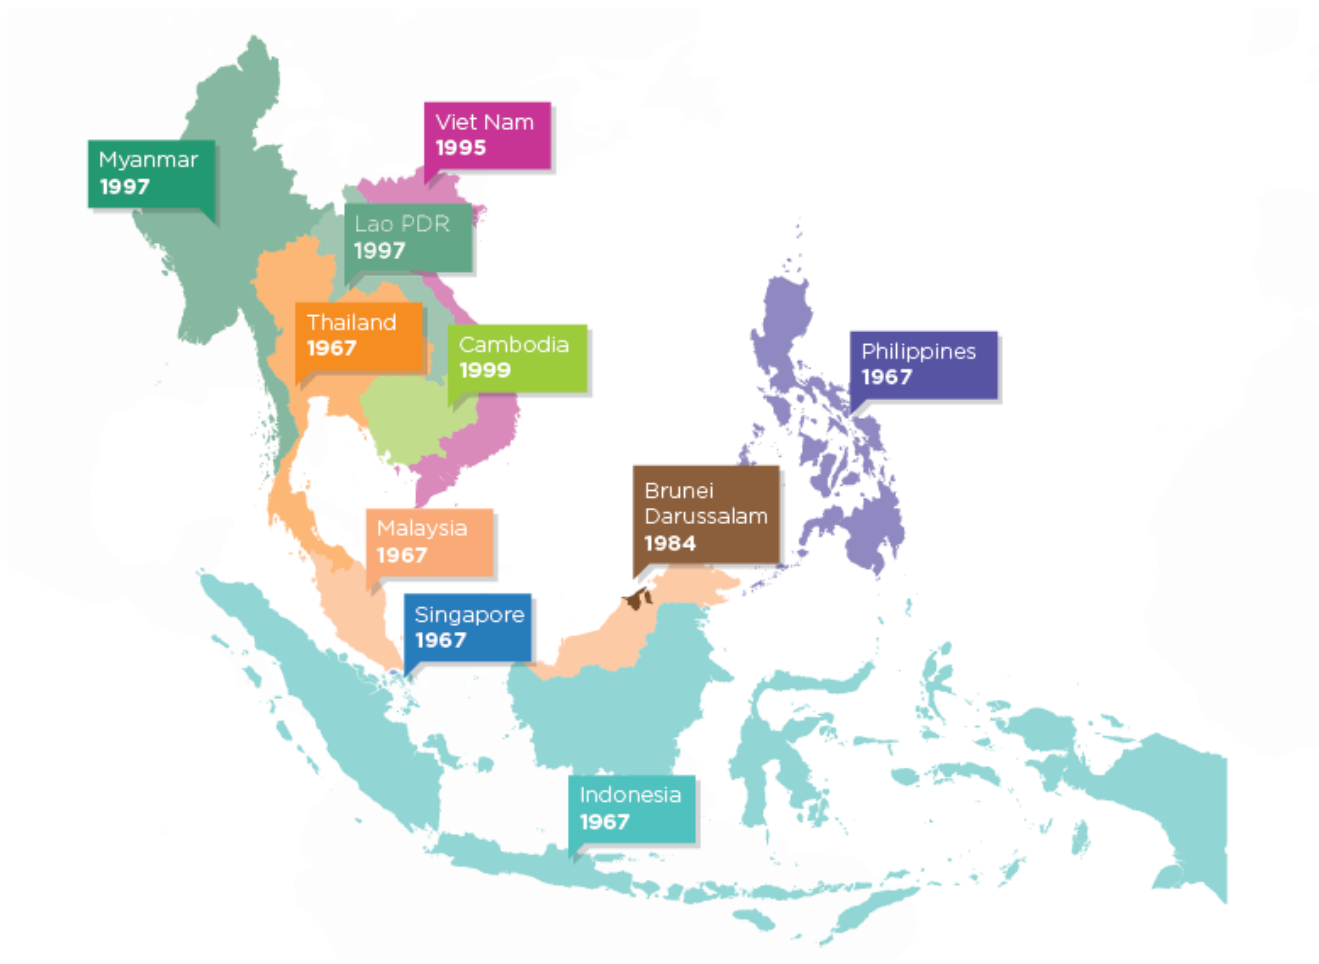 Viet Nam
1995
Myanmar
1997
Lao PDR
1997
Thailand
1967
Cambodia
1999
Philippines
1967
Brunei
Darussalam
1984
Malaysia
1967
Singapore
1967
Indonesia
1967